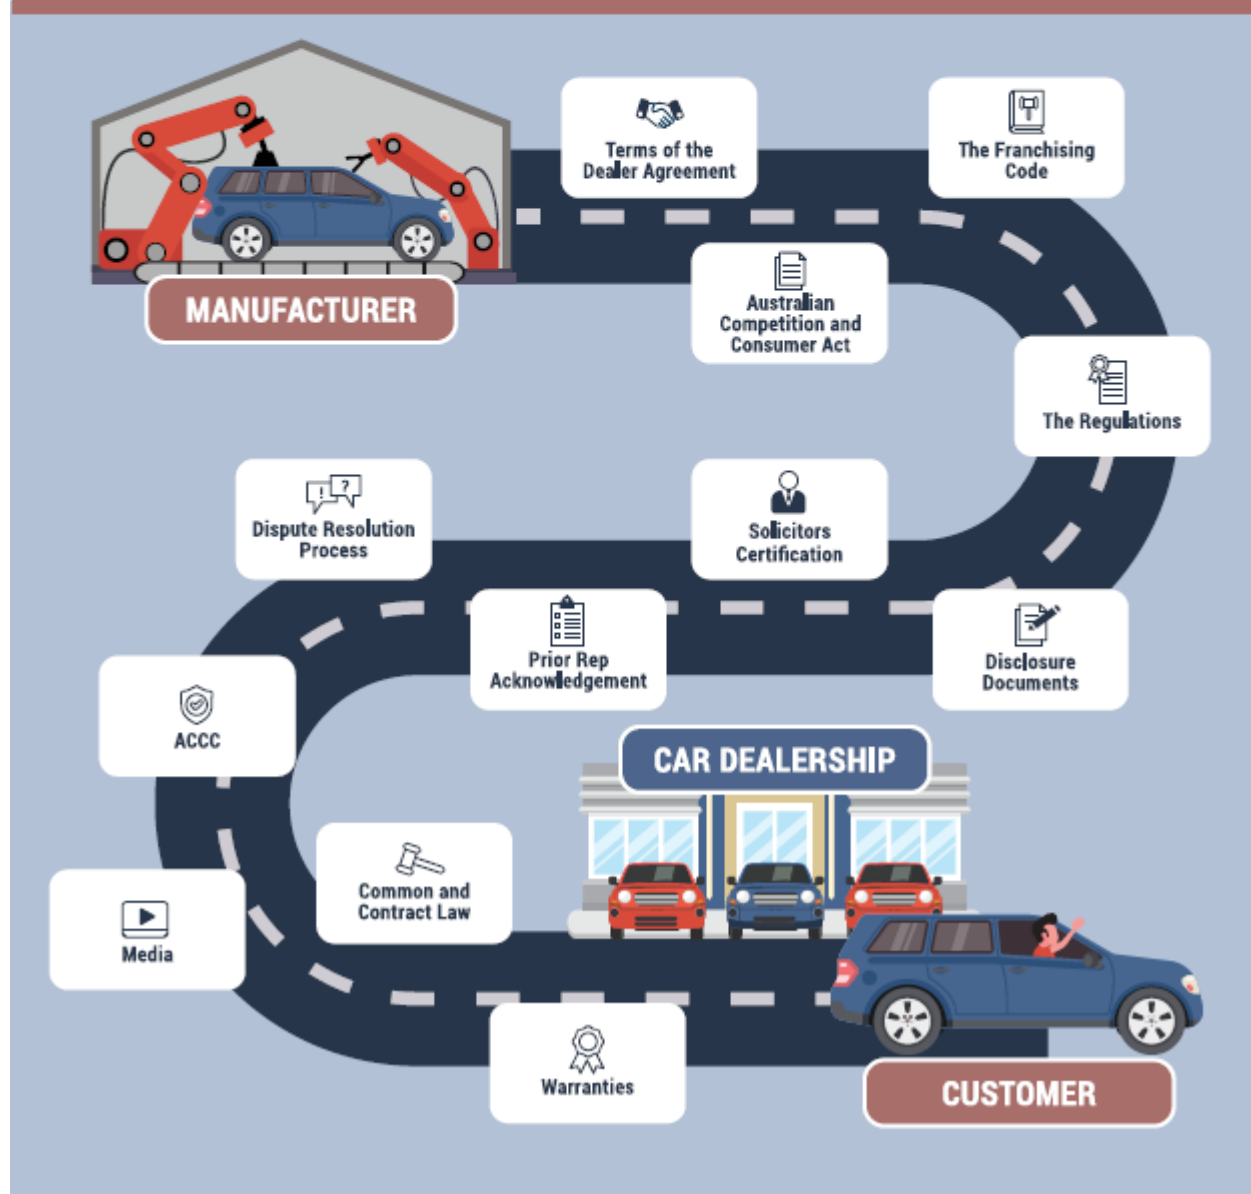 Terms of the
Dealer Agreement
The Franchising
Code
MANUFACTURER
Australian
Competition and
Consumer Act
The Regulations
Solicitors
Certification
Dispute Resolution
Process
Disclosure
Documents
Prior Rep
Acknowledgement
ACCC
CAR DEALERSHIP
Common and
Contract Law
Media
Warranties
CUSTOMER